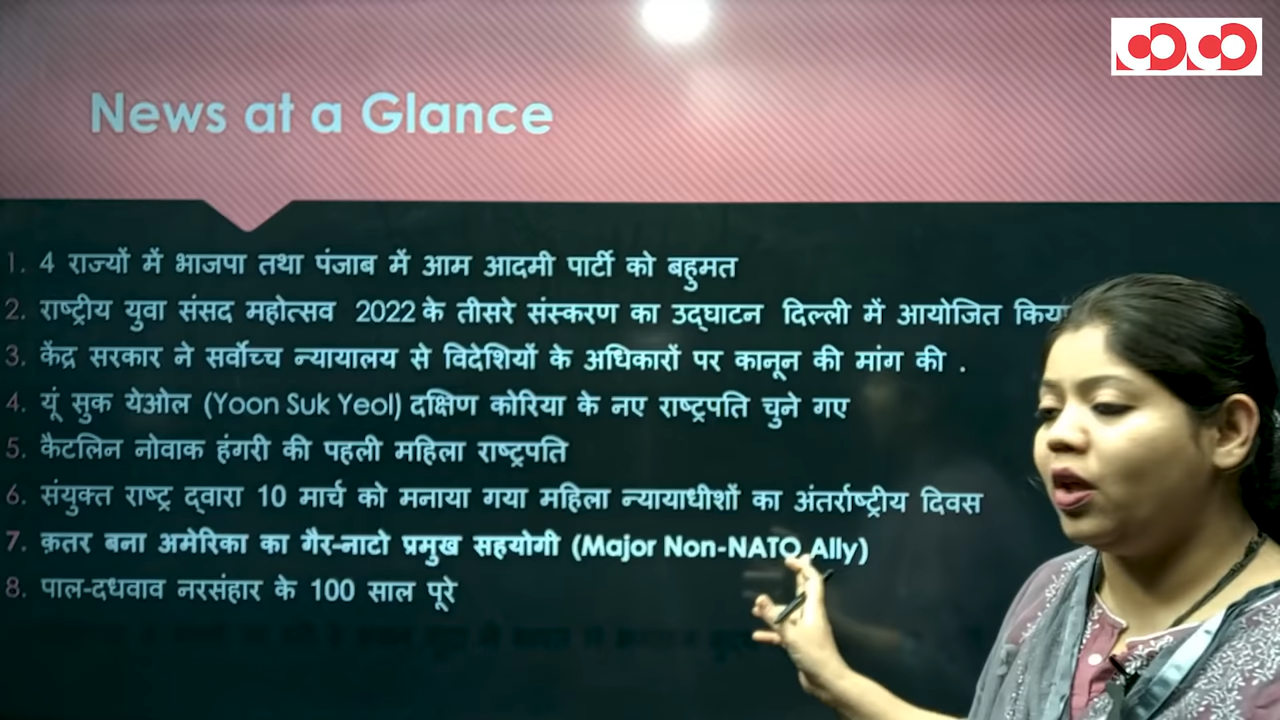 News at a Glance
1. 4 राज्यों में भाजपा तथा पंजाब में आम आदमी पार्टी को बहुमत
2. राष्ट्रीय युवा संसद महोत्सव 2022 के तीसरे संस्करण का उद्घाटन दिल्ली में आयोजित
3. केंद्र सरकार ने सर्वोच्च न्यायालय से विदेशियों के अधिकारों पर कानून की मांग की .
4. यूं सुक येओल (Yoon Suk Yeol) दक्षिण कोरिया के नए राष्ट्रपति चुने गए
5. कैटलिन नोवाक हंगरी की पहली महिला राष्ट्रपति
6. संयुक्त राष्ट्र द्वारा 10 मार्च को मनाया गया महिला न्यायाधीशों का अंतर्राष्ट्रीय दिवस
7. क़तर बना अमेरिका का गैर-नाटो प्रमुख सहयोगी (Major Non-NATO Ally)
8. पाल-दधवाव नरसंहार के 100 साल पूरे